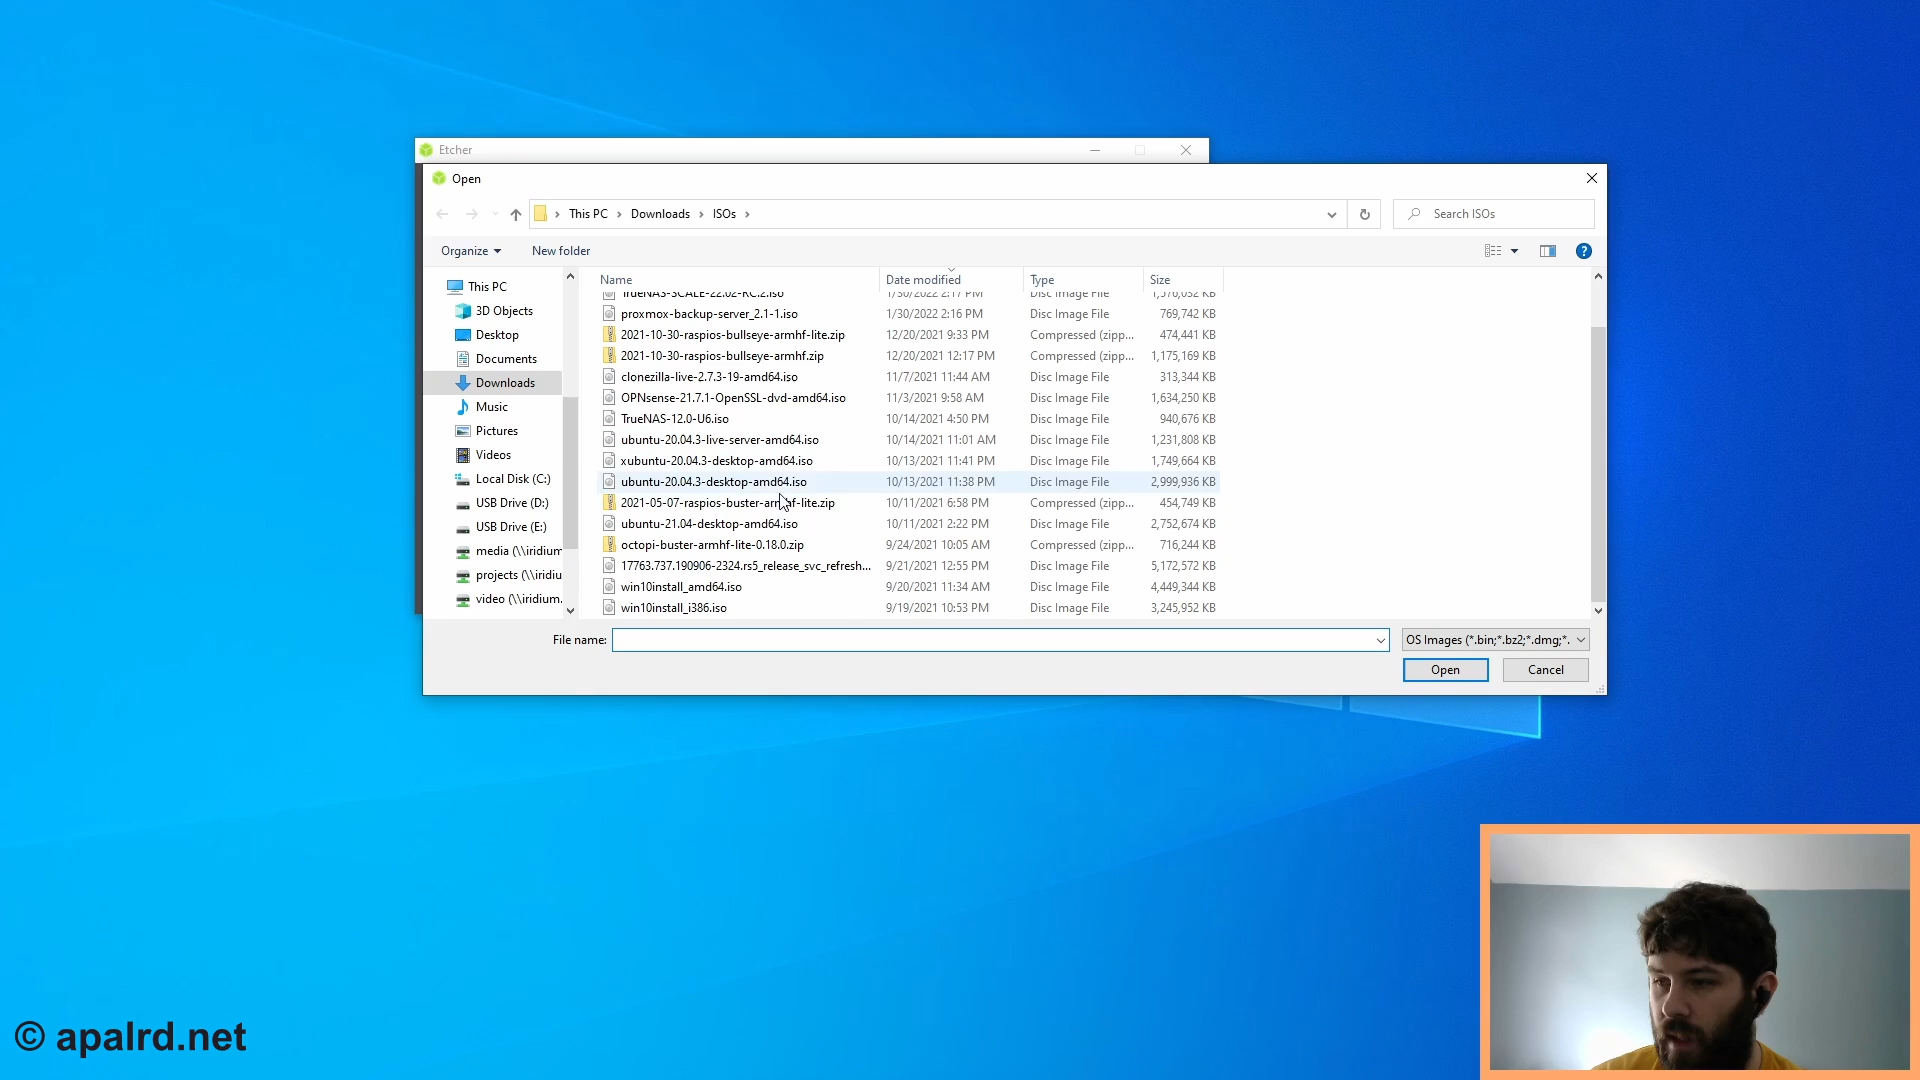 Etcher
Open
This PC > Downloads > ISOs >
Search ISOs
Organize
New folder
Name
Date modified
Type
Size
This PC
3D Objects
Desktop
Documents
Downloads
Music
Pictures
Videos
Local Disk (C:)
USB Drive (D:)
USB Drive (E:)
media (\\iridium
projects (\\iridiu
video (\\iridium.
TrueNAS-SCALE-22.02-RC.2.iso 1/30/2022 2:17 PM Disc Image File 1,576,032 KB
proxmox-backup-server_2.1-1.iso 1/30/2022 2:16 PM Disc Image File 769,742 KB
2021-10-30-raspios-bullseye-armhf-lite.zip 12/20/2021 9:33 PM Compressed (zipp... 474,441 KB
2021-10-30-raspios-bullseye-armhf.zip 12/20/2021 12:17 PM Compressed (zipp... 1,175,169 KB
clonezilla-live-2.7.3-19-amd64.iso 11/7/2021 11:44 AM Disc Image File 313,344 KB
OPNsense-21.7.1-OpenSSL-dvd-amd64.iso 11/3/2021 9:58 AM Disc Image File 1,634,250 KB
TrueNAS-12.0-U6.iso 10/14/2021 4:50 PM Disc Image File 940,676 KB
ubuntu-20.04.3-live-server-amd64.iso 10/14/2021 11:01 AM Disc Image File 1,231,808 KB
xubuntu-20.04.3-desktop-amd64.iso 10/13/2021 11:41 PM Disc Image File 1,749,664 KB
ubuntu-20.04.3-desktop-amd64.iso 10/13/2021 11:38 PM Disc Image File 2,999,936 KB
2021-05-07-raspios-buster-armhf-lite.zip 10/11/2021 6:58 PM Compressed (zipp... 454,749 KB
ubuntu-21.04-desktop-amd64.iso 10/11/2021 2:22 PM Disc Image File 2,752,674 KB
octopi-buster-armhf-lite-0.18.0.zip 9/24/2021 10:05 AM Compressed (zipp... 716,244 KB
17763.737.190906-2324.rs5_release_svc_refresh... 9/21/2021 12:55 PM Disc Image File 5,172,572 KB
win10install_amd64.iso 9/20/2021 11:34 AM Disc Image File 4,449,344 KB
win10install_i386.iso 9/19/2021 10:53 PM Disc Image File 3,245,952 KB
File name:
OS Images (*.bin;*.bz2;*.dmg;*.
Open
Cancel
© apalrd.net